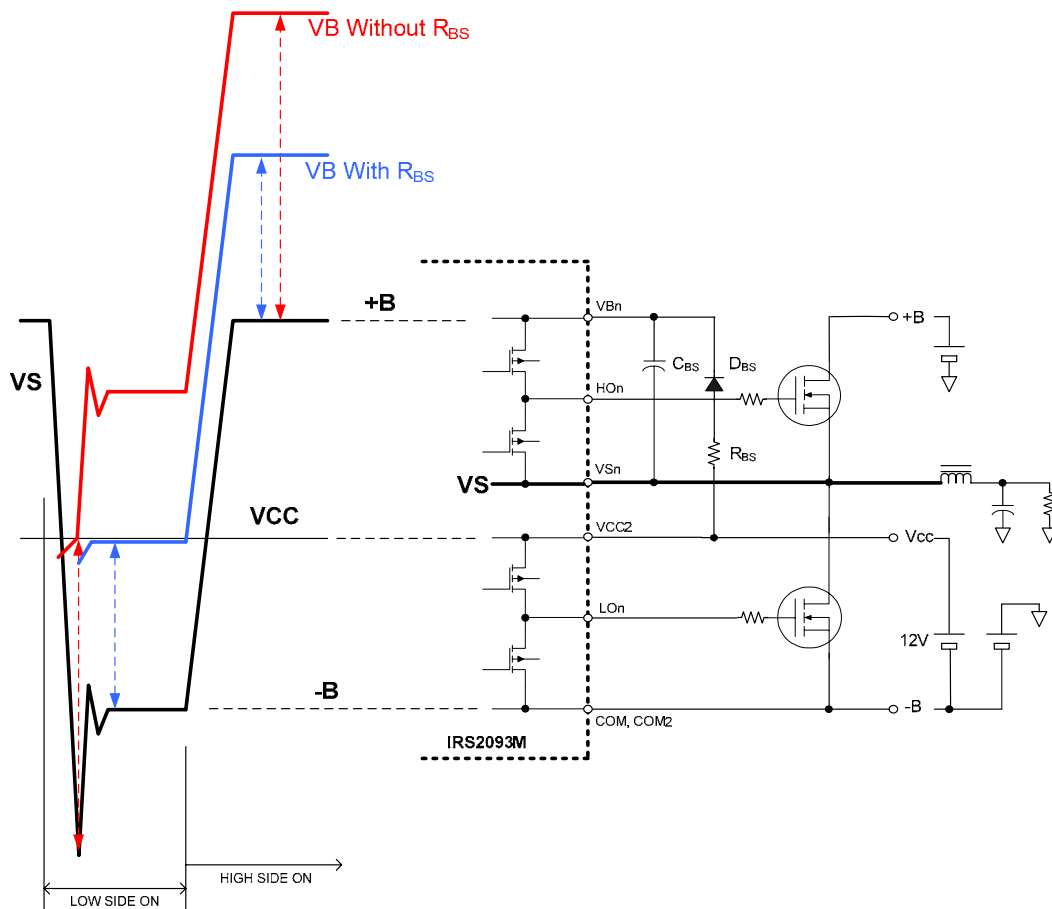 VB Without RBS
VB With RBS
+B
VS
VCC
-B
VBn
CBS
DBS
HOn
RBS
VS
VSn
VCC2
LOn
COM, COM2
IRS2093M
+B
Vcc
12V
-B
HIGH SIDE ON
LOW SIDE ON